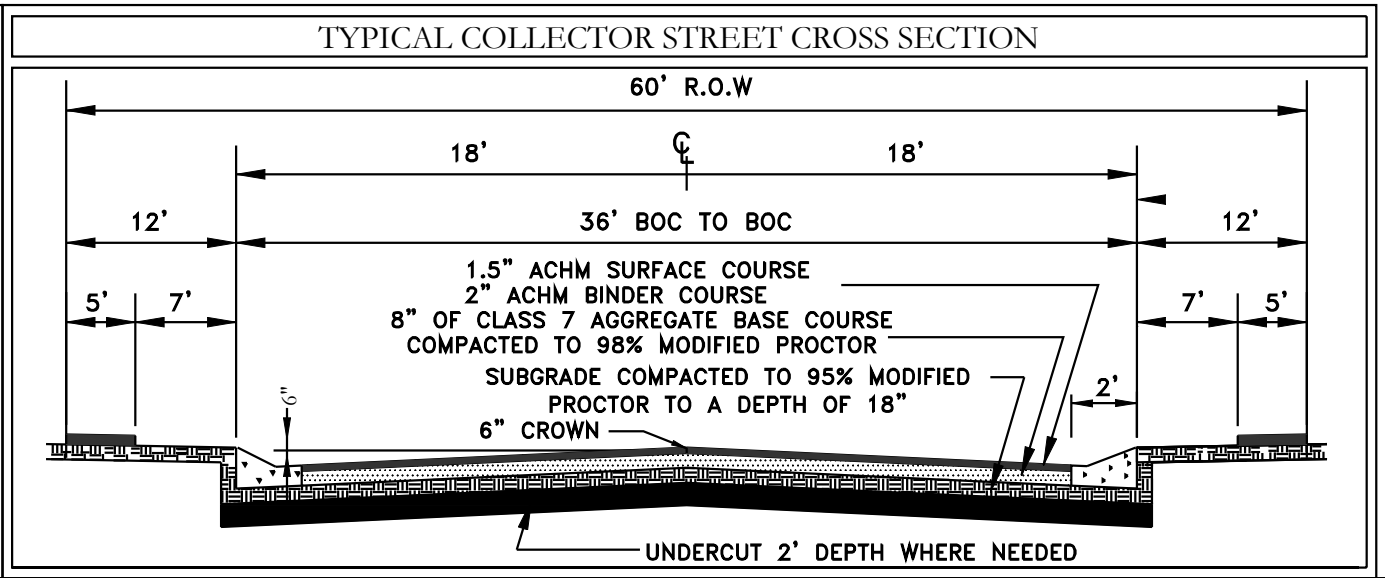 TYPICAL COLLECTOR STREET CROSS SECTION
60' R.O.W
18' ℄ 18'
12' 36' BOC TO BOC 12'
1.5" ACHM SURFACE COURSE
2" ACHM BINDER COURSE
5' 7' 7' 5'
8" OF CLASS 7 AGGREGATE BASE COURSE
COMPACTED TO 98% MODIFIED PROCTOR
SUBGRADE COMPACTED TO 95% MODIFIED
PROCTOR TO A DEPTH OF 18"
2'
6"
6" CROWN
UNDERCUT 2' DEPTH WHERE NEEDED